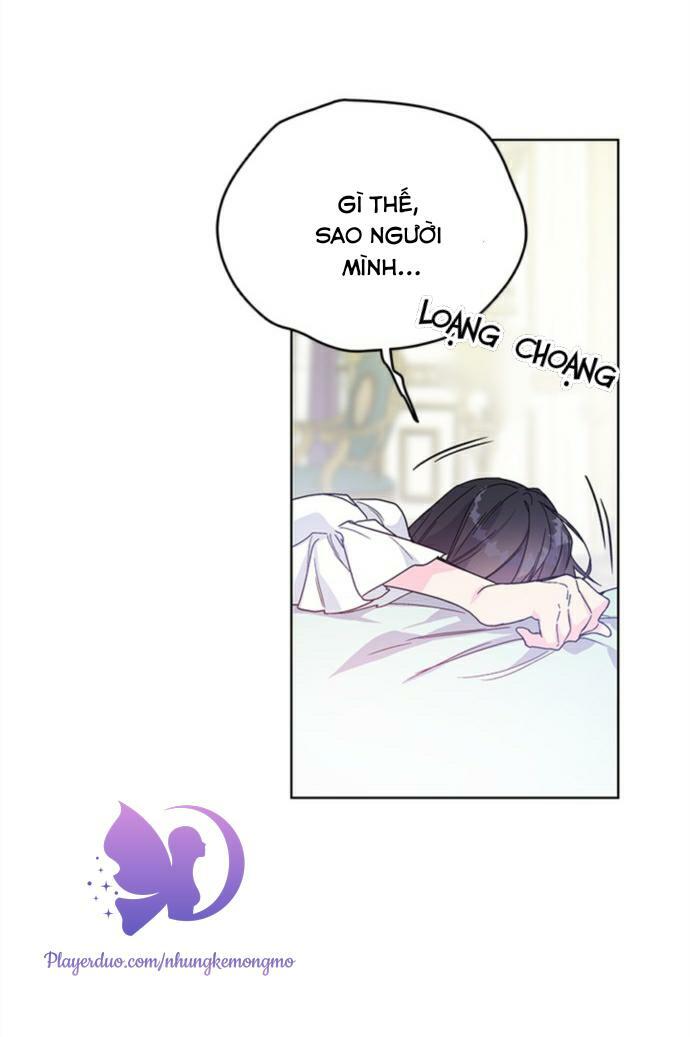 GÌ THẾ,
SAO NGƯỜI
MÌNH...
LOẠNG CHOẠNG
Playerduo.com/nhungkemongmo